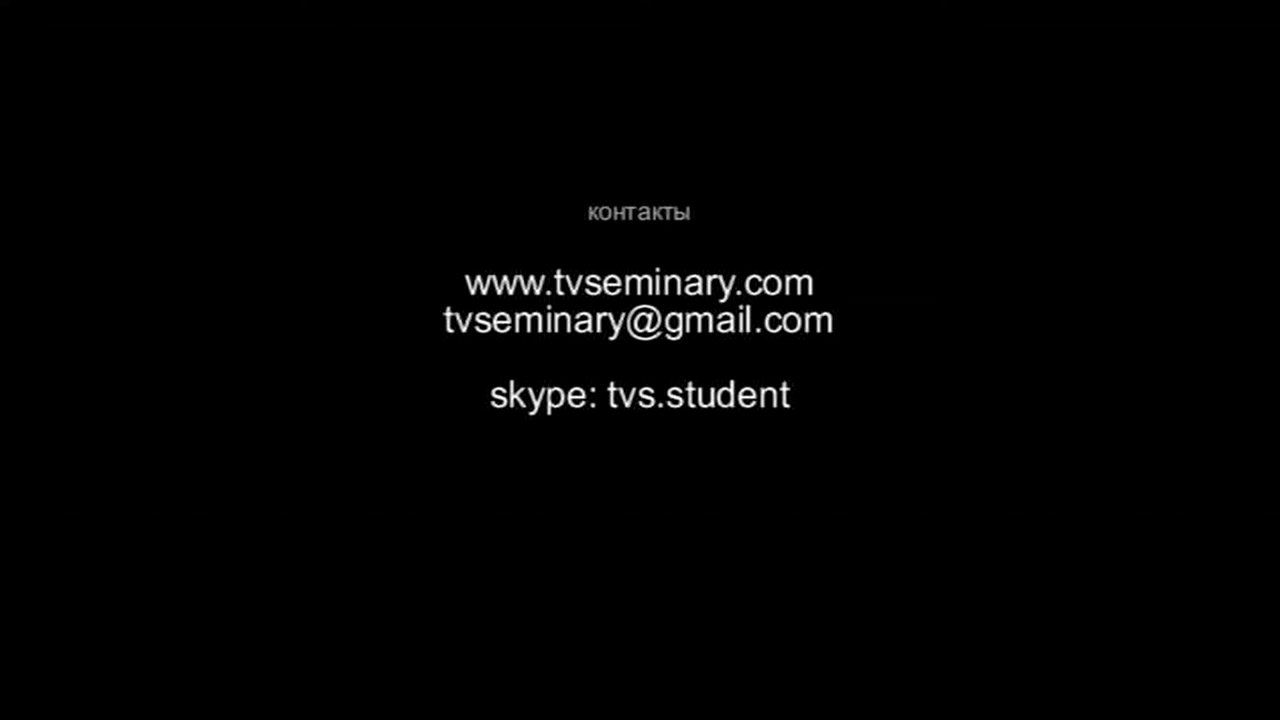 контакты
www.tvseminary.com
tvseminary@gmail.com
skype: tvs.student